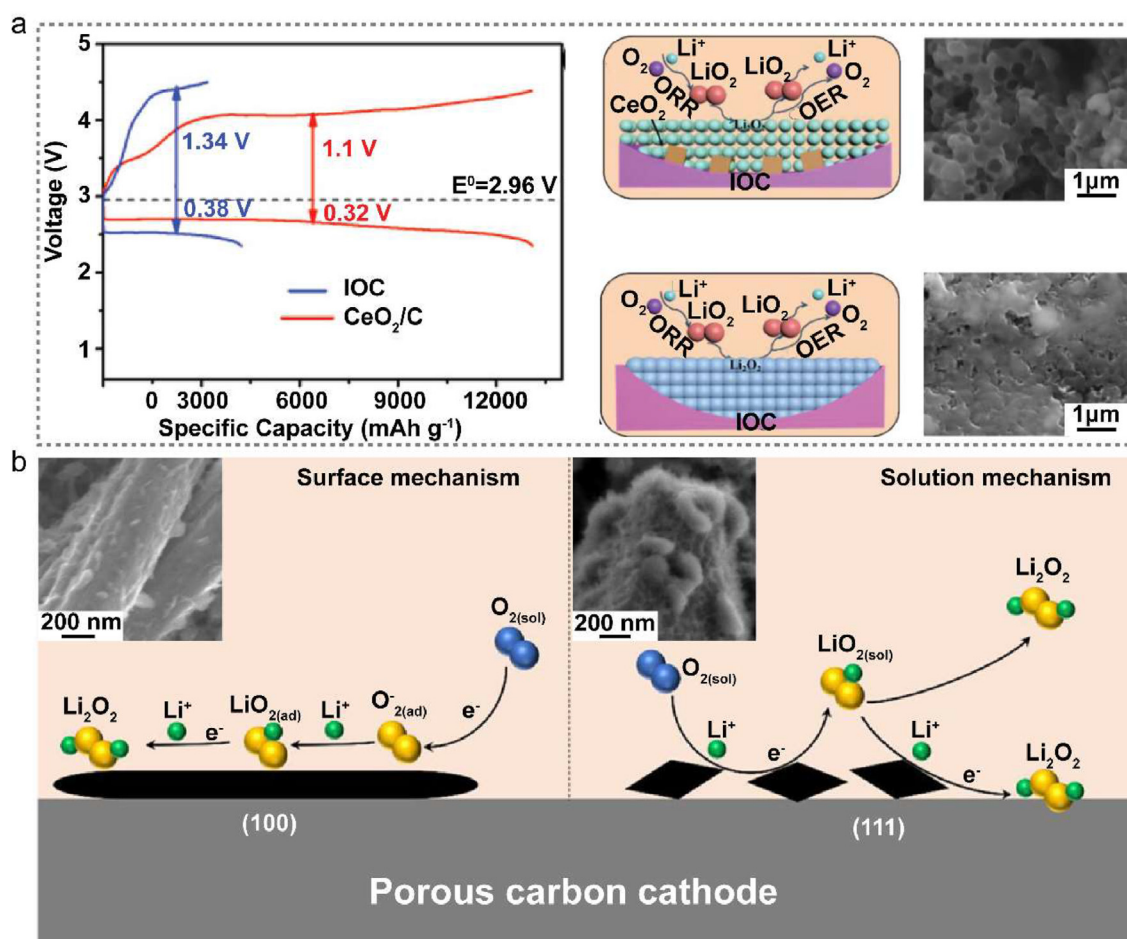 a
5
4
3
2
1
Voltage (V)
1.34 V
1.1 V
E⁰=2.96 V
0.38 V
0.32 V
IOC
CeO₂/C
0 3000 6000 9000 12000
Specific Capacity (mAh g⁻¹)
O₂ Li⁺ LiO₂ LiO₂ Li⁺ O₂
ORR OER
CeO₂
Li₂O₂
IOC
1µm
O₂ Li⁺ LiO₂ LiO₂ Li⁺ O₂
ORR OER
Li₂O₂
IOC
1µm
b
Surface mechanism
200 nm
O₂(sol)
Li₂O₂ Li⁺ LiO₂(ad) Li⁺ O⁻₂(ad) e⁻
e⁻
(100)
Solution mechanism
200 nm
O₂(sol)
Li⁺
e⁻
LiO₂(sol)
Li₂O₂
Li⁺
e⁻
Li₂O₂
(111)
Porous carbon cathode